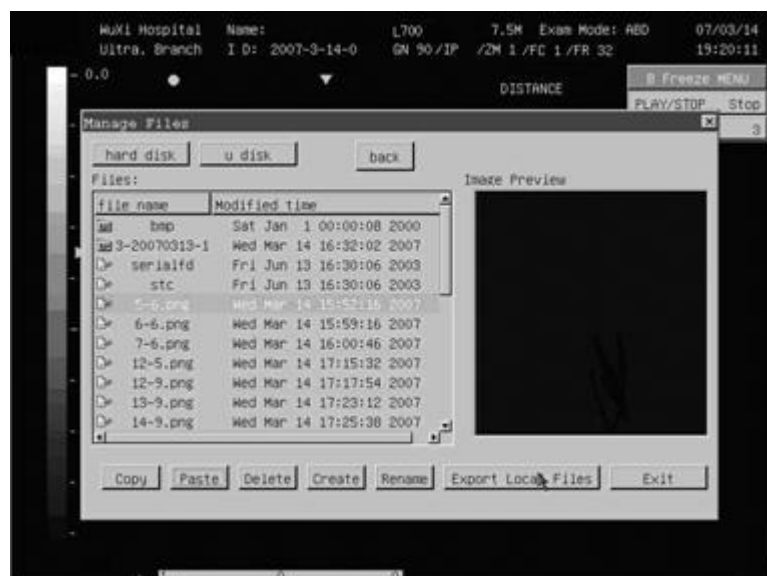 WuXi Hospital Name: L700 7.5M Exam Mode: ABD 07/03/14
Ultra. Branch I D: 2007-3-14-0 GN 90/IP /ZM 1 /FC 1 /FR 32 19:20:11
0.0
DISTANCE
B Freeze MENU
PLAY/STOP Stop
3
Manage Files
hard disk u disk back
Files: Image Preview
file name Modified time
bmp Sat Jan 1 00:00:08 2000
3-20070313-1 Wed Mar 14 16:32:02 2007
serialfd Fri Jun 13 16:30:06 2003
stc Fri Jun 13 16:30:06 2003
5-6.png Wed Mar 14 15:52:16 2007
6-6.png Wed Mar 14 15:59:16 2007
7-6.png Wed Mar 14 16:00:46 2007
12-5.png Wed Mar 14 17:15:32 2007
12-9.png Wed Mar 14 17:17:54 2007
13-9.png Wed Mar 14 17:23:12 2007
14-9.png Wed Mar 14 17:25:38 2007
Copy Paste Delete Create Rename Export Local Files Exit